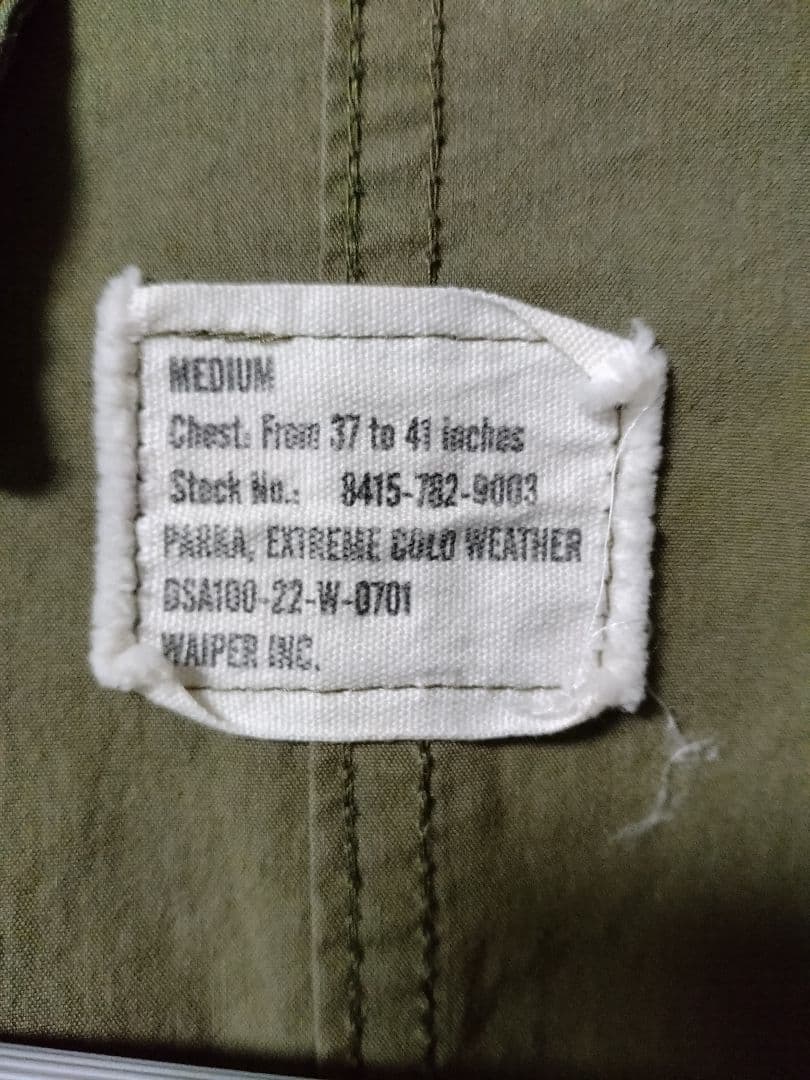 MEDIUM
Chest: From 37 to 41 inches
Stock No.: 8415-782-9003
PARKA, EXTREME COLD WEATHER
DSA100-22-W-0701
WAIPER INC.